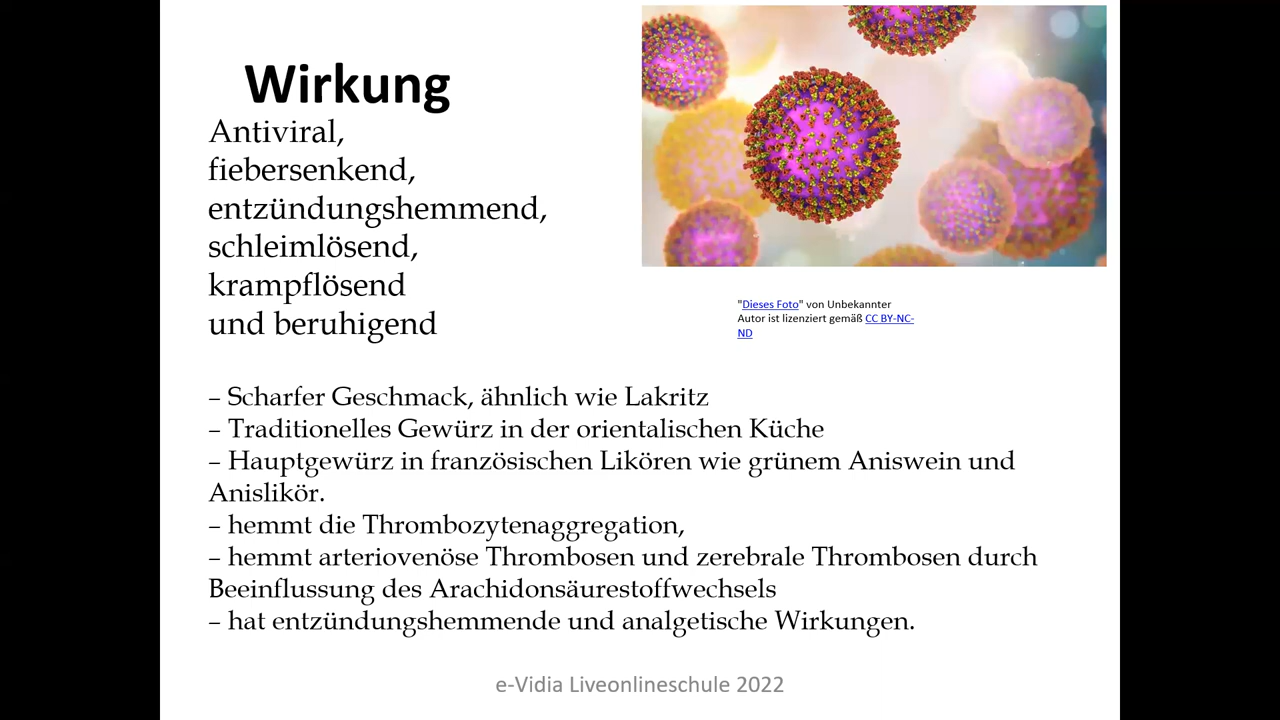 Wirkung
Antiviral,
fiebersenkend,
entzündungshemmend,
schleimlösend,
krampflösend
und beruhigend
"Dieses Foto" von Unbekannter
Autor ist lizenziert gemäß CC BY-NC-
ND
– Scharfer Geschmack, ähnlich wie Lakritz
– Traditionelles Gewürz in der orientalischen Küche
– Hauptgewürz in französischen Likören wie grünem Aniswein und
Anislikör.
– hemmt die Thrombozytenaggregation,
– hemmt arteriovenöse Thrombosen und zerebrale Thrombosen durch
Beeinflussung des Arachidonsäurestoffwechsels
– hat entzündungshemmende und analgetische Wirkungen.
e-Vidia Liveonlineschule 2022